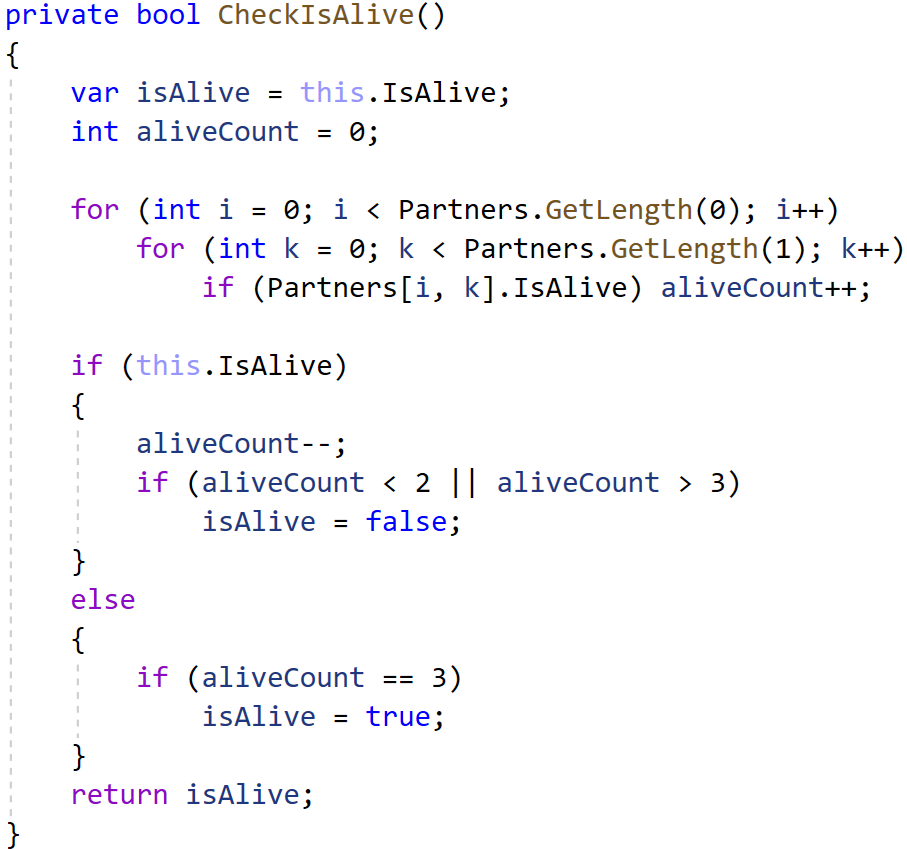 private bool CheckIsAlive()
{
    var isAlive = this.IsAlive;
    int aliveCount = 0;

    for (int i = 0; i < Partners.GetLength(0); i++)
        for (int k = 0; k < Partners.GetLength(1); k++)
            if (Partners[i, k].IsAlive) aliveCount++;

    if (this.IsAlive)
    {
        aliveCount--;
        if (aliveCount < 2 || aliveCount > 3)
            isAlive = false;
    }
    else
    {
        if (aliveCount == 3)
            isAlive = true;
    }
    return isAlive;
}